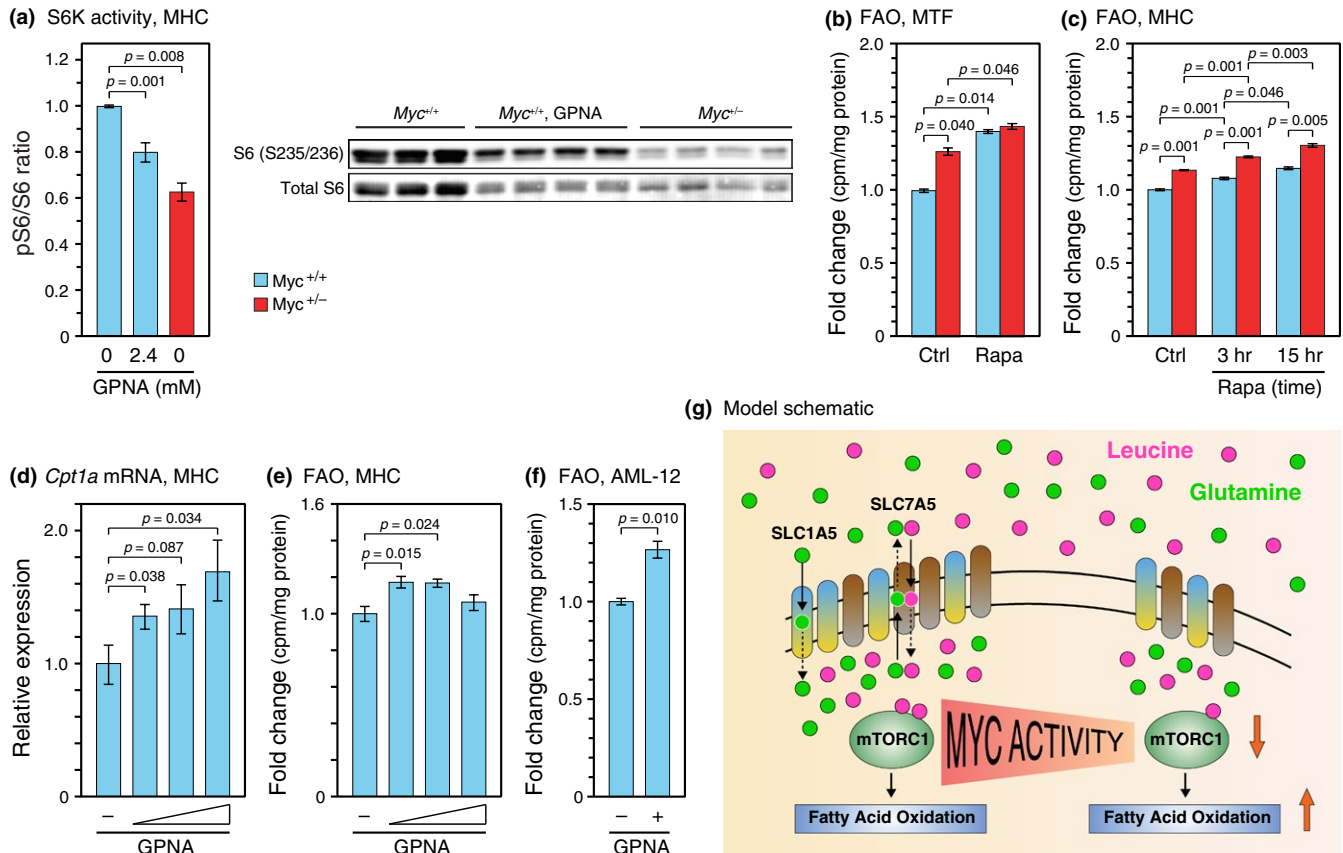 (a) S6K activity, MHC
pS6/S6 ratio
1.2
1.0
0.8
0.6
0.4
0.2
0
p = 0.008
p = 0.001
0 2.4 0
GPNA (mM)
Myc+/+ Myc+/+, GPNA Myc+/–
S6 (S235/236)
Total S6
Myc +/+
Myc +/–
(b) FAO, MTF
Fold change (cpm/mg protein)
2.0
1.5
1.0
0.5
0
p = 0.046
p = 0.014
p = 0.040
Ctrl Rapa
(c) FAO, MHC
Fold change (cpm/mg protein)
2.0
1.5
1.0
0.5
0
p = 0.003
p = 0.001
p = 0.046
p = 0.001
p = 0.005
p = 0.001
p = 0.001
Ctrl 3 hr 15 hr
Rapa (time)
(d) Cpt1a mRNA, MHC
Relative expression
2.0
1.0
0
p = 0.034
p = 0.087
p = 0.038
–
GPNA
(e) FAO, MHC
Fold change (cpm/mg protein)
1.6
1.0
0
p = 0.024
p = 0.015
–
GPNA
(f) FAO, AML-12
Fold change (cpm/mg protein)
1.5
1.0
0.5
0
p = 0.010
– +
GPNA
(g) Model schematic
Leucine
Glutamine
SLC7A5
SLC1A5
mTORC1
MYC ACTIVITY
mTORC1
Fatty Acid Oxidation
Fatty Acid Oxidation